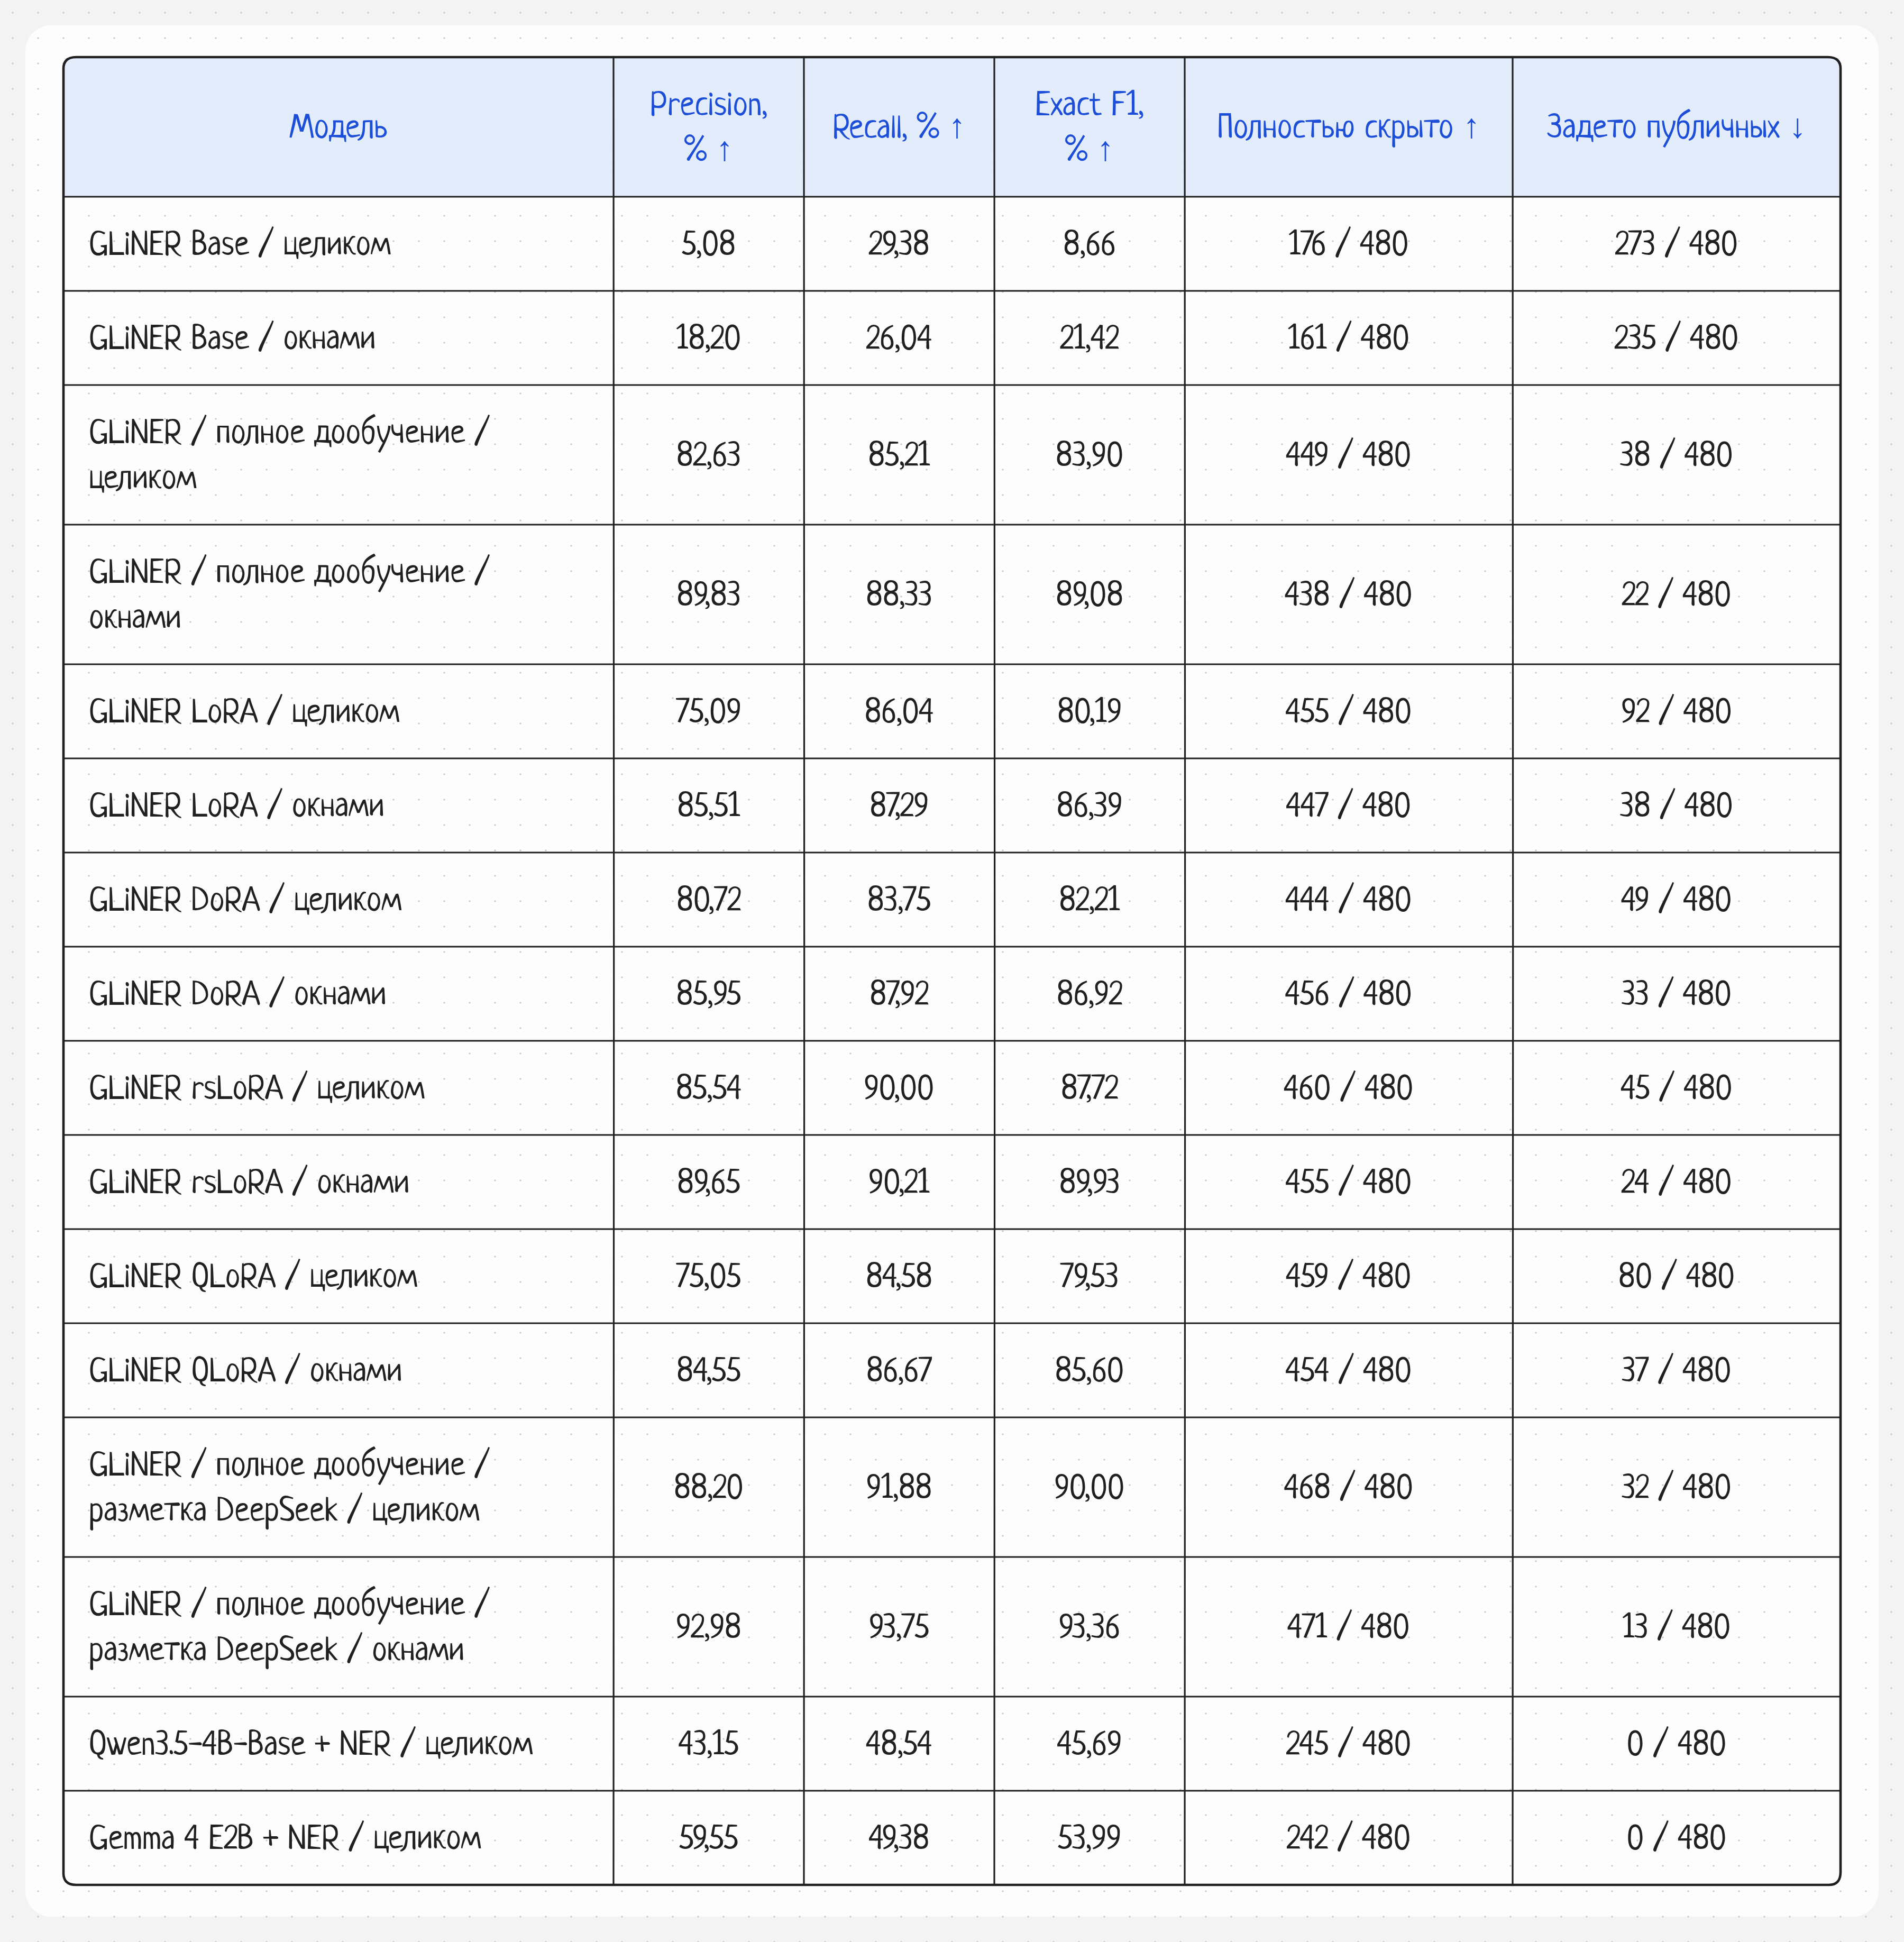 Модель
Precision,
% ↑
Recall, % ↑
Exact F1,
% ↑
Полностью скрыто ↑
Задето публичных ↓
GLiNER Base / целиком
5,08
29,38
8,66
176 / 480
273 / 480
GLiNER Base / окнами
18,20
26,04
21,42
161 / 480
235 / 480
GLiNER / полное дообучение /
целиком
82,63
85,21
83,90
449 / 480
38 / 480
GLiNER / полное дообучение /
окнами
89,83
88,33
89,08
438 / 480
22 / 480
GLiNER LoRA / целиком
75,09
86,04
80,19
455 / 480
92 / 480
GLiNER LoRA / окнами
85,51
87,29
86,39
447 / 480
38 / 480
GLiNER DoRA / целиком
80,72
83,75
82,21
444 / 480
49 / 480
GLiNER DoRA / окнами
85,95
87,92
86,92
456 / 480
33 / 480
GLiNER rsLoRA / целиком
85,54
90,00
87,72
460 / 480
45 / 480
GLiNER rsLoRA / окнами
89,65
90,21
89,93
455 / 480
24 / 480
GLiNER QLoRA / целиком
75,05
84,58
79,53
459 / 480
80 / 480
GLiNER QLoRA / окнами
84,55
86,67
85,60
454 / 480
37 / 480
GLiNER / полное дообучение /
разметка DeepSeek / целиком
88,20
91,88
90,00
468 / 480
32 / 480
GLiNER / полное дообучение /
разметка DeepSeek / окнами
92,98
93,75
93,36
471 / 480
13 / 480
Qwen3.5-4B-Base + NER / целиком
43,15
48,54
45,69
245 / 480
0 / 480
Gemma 4 E2B + NER / целиком
59,55
49,38
53,99
242 / 480
0 / 480